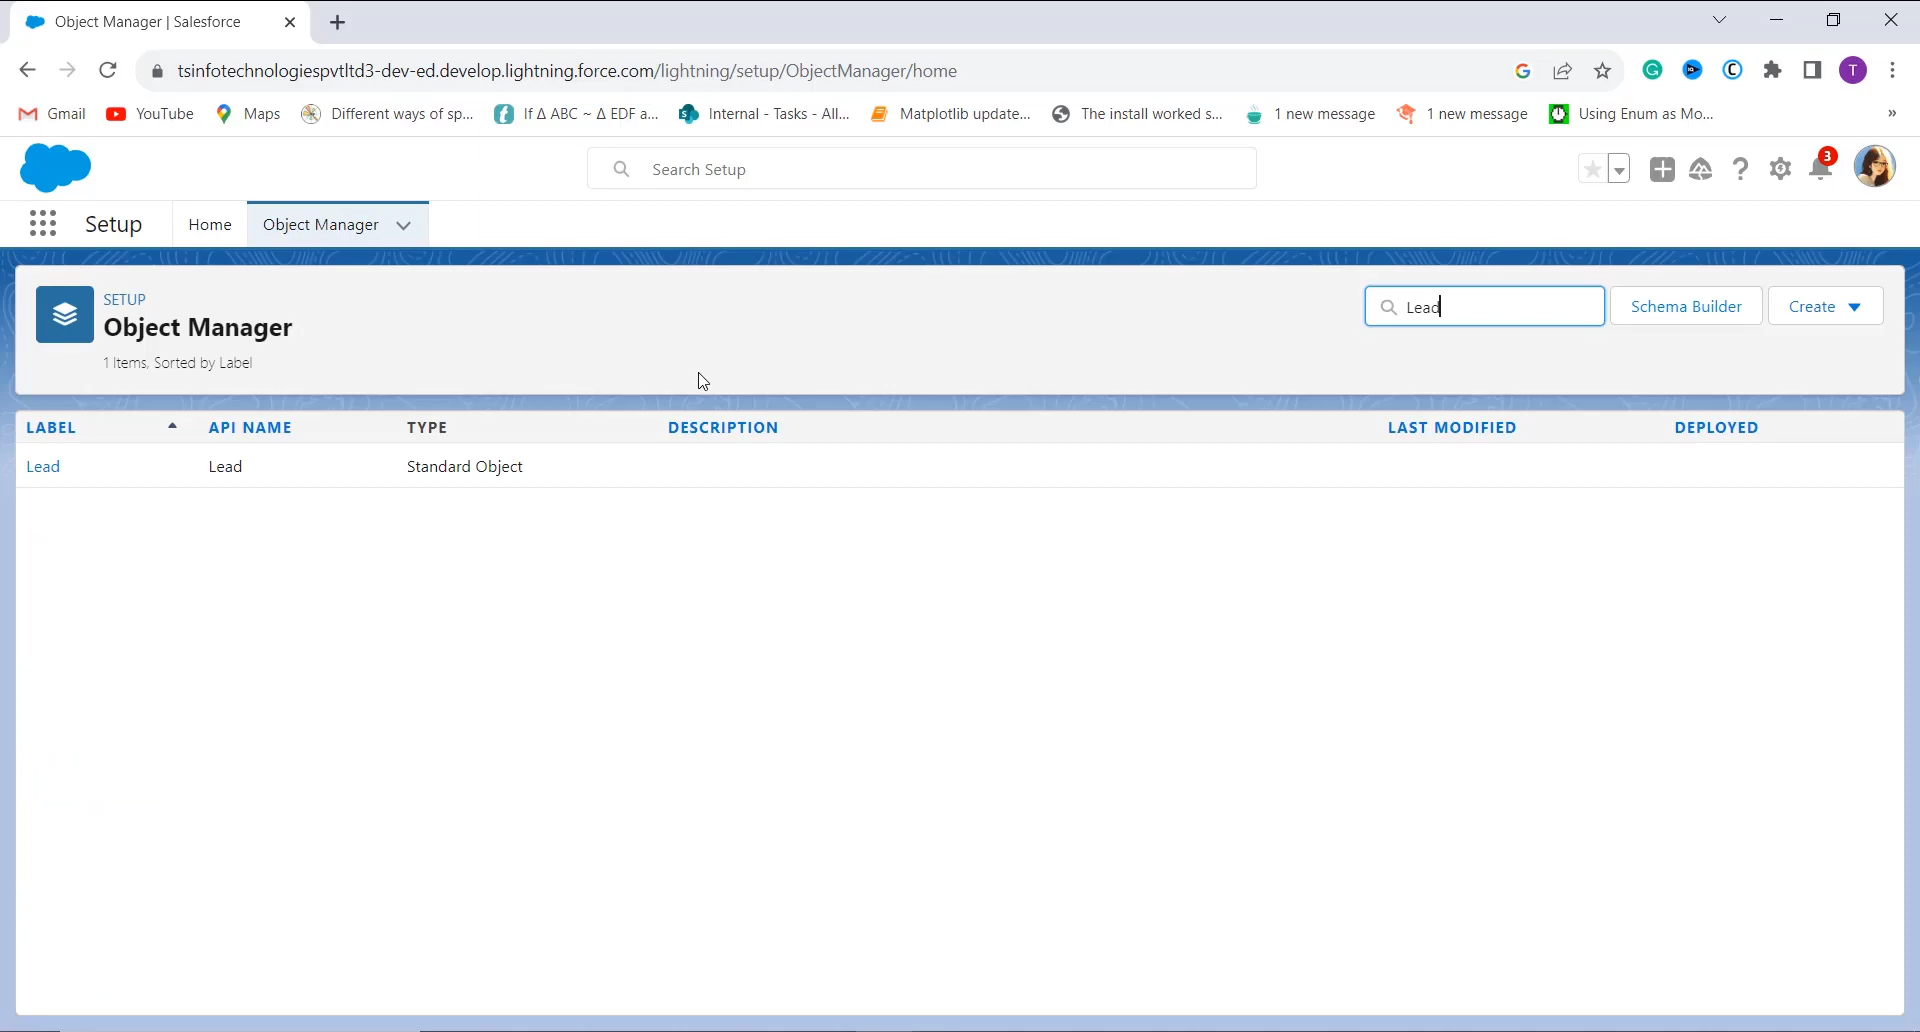 Object Manager | Salesforce
tsinfotechnologiespvtltd3-dev-ed.develop.lightning.force.com/lightning/setup/ObjectManager/home
T
Gmail YouTube Maps Different ways of sp... If Δ ABC ~ Δ EDF a... Internal - Tasks - All... Matplotlib update... The install worked s... 1 new message 1 new message Using Enum as Mo... »
Search Setup
3
Setup Home Object Manager
SETUP
Object Manager
1 Items, Sorted by Label
Lead Schema Builder Create
LABEL API NAME TYPE DESCRIPTION LAST MODIFIED DEPLOYED
Lead Lead Standard Object